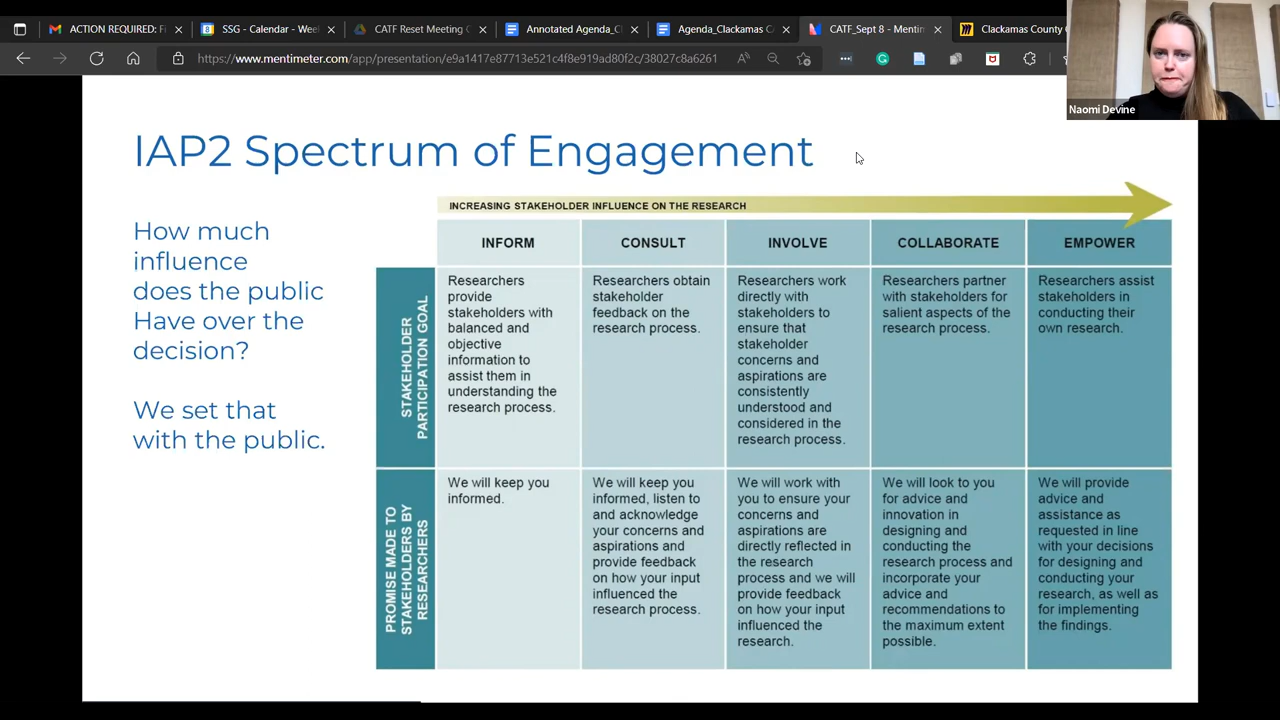 ACTION REQUIRED: Fi
SSG - Calendar - Wee
CATF Reset Meeting
Annotated Agenda_C
Agenda_Clackamas C
CATF_Sept 8 - Mentim
Clackamas County
https://www.mentimeter.com/app/presentation/e9a1417e87713e521c4f8e919ad80f2c/38027c8a6261
Naomi Devine
IAP2 Spectrum of Engagement
How much
influence
does the public
Have over the
decision?
We set that
with the public.
INCREASING STAKEHOLDER INFLUENCE ON THE RESEARCH
INFORM
CONSULT
INVOLVE
COLLABORATE
EMPOWER
STAKEHOLDER
PARTICIPATION GOAL
Researchers
provide
stakeholders with
balanced and
objective
information to
assist them in
understanding the
research process.
Researchers obtain
stakeholder
feedback on the
research process.
Researchers work
directly with
stakeholders to
ensure that
stakeholder
concerns and
aspirations are
consistently
understood and
considered in the
research process.
Researchers partner
with stakeholders for
salient aspects of the
research process.
Researchers assist
stakeholders in
conducting their
own research.
PROMISE MADE TO
STAKEHOLDERS BY
RESEARCHERS
We will keep you
informed.
We will keep you
informed, listen to
and acknowledge
your concerns and
aspirations and
provide feedback
on how your input
influenced the
research process.
We will work with
you to ensure your
concerns and
aspirations are
directly reflected in
the research
process and we will
provide feedback
on how your input
influenced the
research.
We will look to you
for advice and
innovation in
designing and
conducting the
research process and
incorporate your
advice and
recommendations to
the maximum extent
possible.
We will provide
advice and
assistance as
requested in line
with your decisions
for designing and
conducting your
research, as well as
for implementing
the findings.